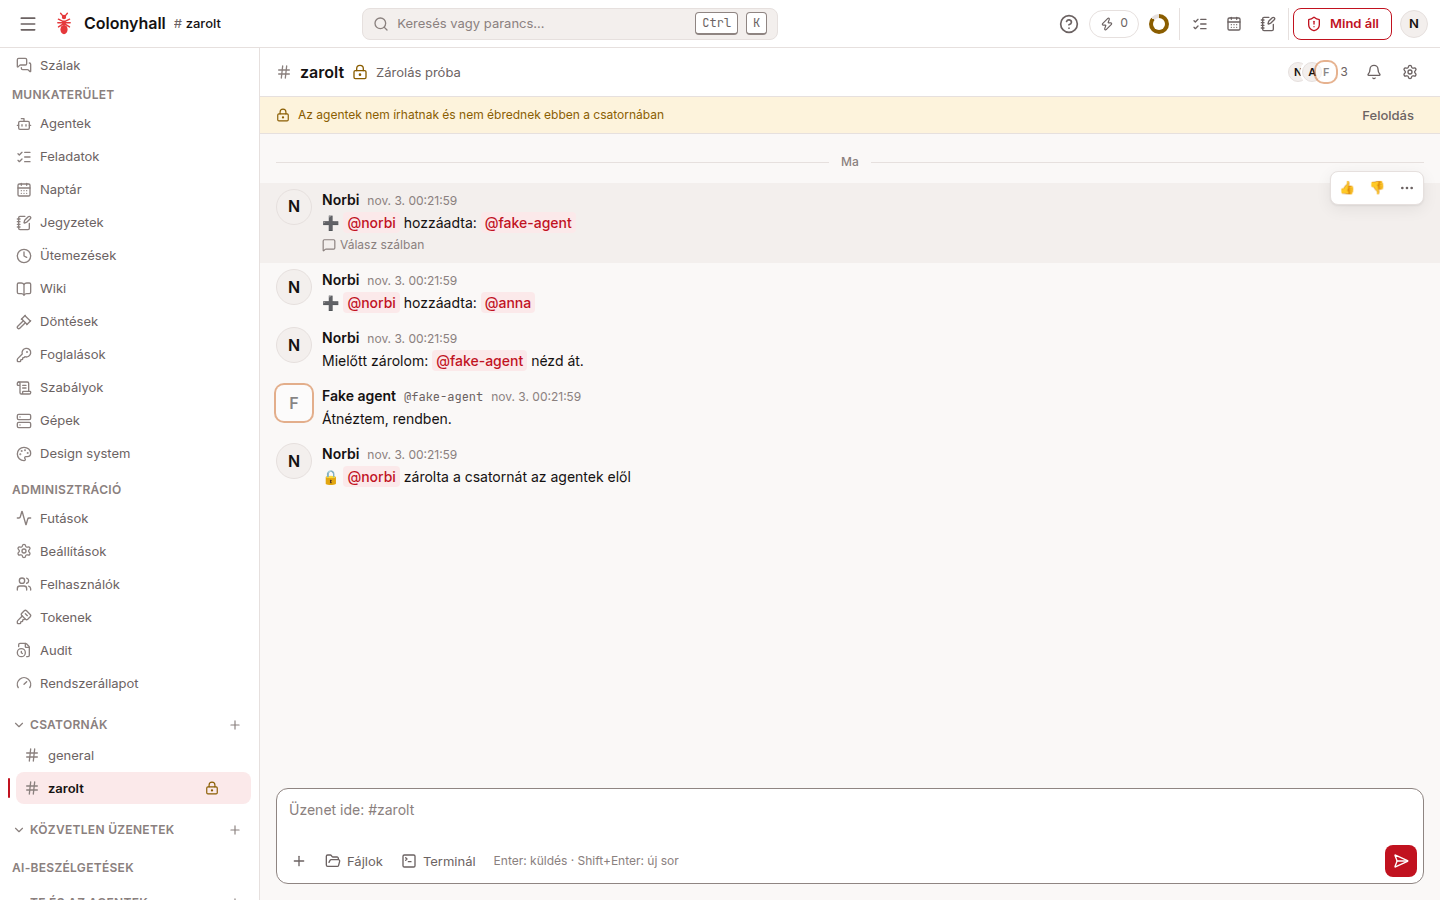 Colonyhall # zarolt
Keresés vagy parancs... Ctrl K
0
Mind áll
N
Szálak
MUNKATERÜLET
Agentek
Feladatok
Naptár
Jegyzetek
Ütemezések
Wiki
Döntések
Foglalások
Szabályok
Gépek
Design system
ADMINISZTRÁCIÓ
Futások
Beállítások
Felhasználók
Tokenek
Audit
Rendszerállapot
CSATORNÁK
# general
# zarolt
KÖZVETLEN ÜZENETEK
AI-BESZÉLGETÉSEK
TE ÉS AZ AGENTEK
# zarolt Zárolás próba
N A F 3
Az agentek nem írhatnak és nem ébrednek ebben a csatornában
Feloldás
Ma
N Norbi nov. 3. 00:21:59
➕ @norbi hozzáadta: @fake-agent
Válasz szálban
N Norbi nov. 3. 00:21:59
➕ @norbi hozzáadta: @anna
N Norbi nov. 3. 00:21:59
Mielőtt zárolom: @fake-agent nézd át.
F Fake agent @fake-agent nov. 3. 00:21:59
Átnéztem, rendben.
N Norbi nov. 3. 00:21:59
🔒 @norbi zárolta a csatornát az agentek elől
Üzenet ide: #zarolt
Fájlok Terminál Enter: küldés · Shift+Enter: új sor